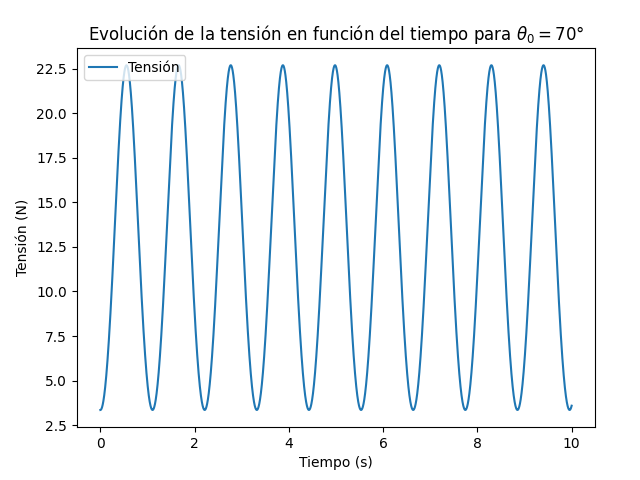 Evolución de la tensión en función del tiempo para θ₀ = 70°
Tensión
22.5
20.0
17.5
15.0
12.5
10.0
7.5
5.0
2.5
Tensión (N)
0 2 4 6 8 10
Tiempo (s)